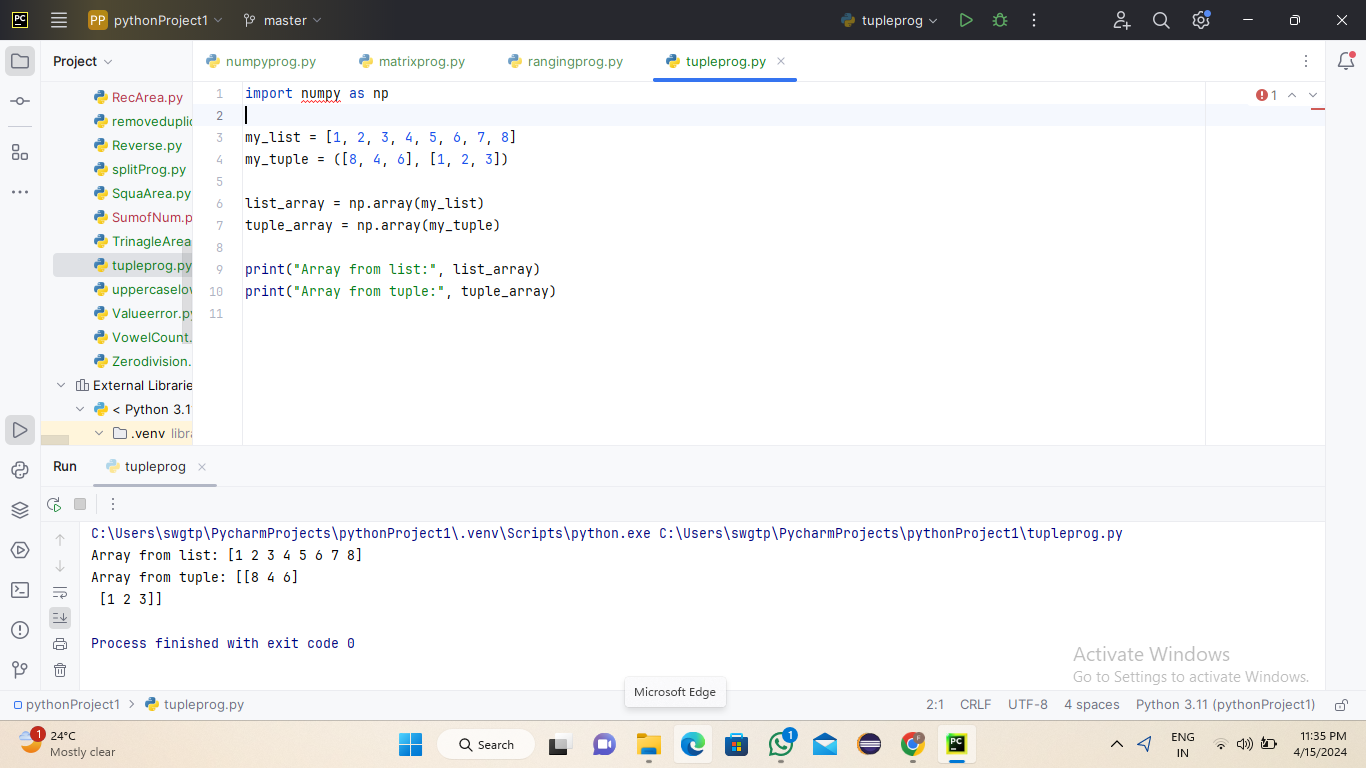 PC
PP pythonProject1
master
tupleprog
Project
numpyprog.py
matrixprog.py
rangingprog.py
tupleprog.py
RecArea.py
removeduplic
Reverse.py
splitProg.py
SquaArea.py
SumofNum.p
TrinagleArea
tupleprog.py
uppercaselow
Valueerror.py
VowelCount.
Zerodivision.
External Librarie
< Python 3.1
.venv libra
1 import numpy as np
2
3 my_list = [1, 2, 3, 4, 5, 6, 7, 8]
4 my_tuple = ([8, 4, 6], [1, 2, 3])
5
6 list_array = np.array(my_list)
7 tuple_array = np.array(my_tuple)
8
9 print("Array from list:", list_array)
10 print("Array from tuple:", tuple_array)
11
1
Run
tupleprog
C:\Users\swgtp\PycharmProjects\pythonProject1\.venv\Scripts\python.exe C:\Users\swgtp\PycharmProjects\pythonProject1\tupleprog.py
Array from list: [1 2 3 4 5 6 7 8]
Array from tuple: [[8 4 6]
[1 2 3]]
Process finished with exit code 0
Activate Windows
Go to Settings to activate Windows.
Microsoft Edge
pythonProject1 > tupleprog.py
2:1 CRLF UTF-8 4 spaces Python 3.11 (pythonProject1)
1
24°C
Mostly clear
Search
1
PC
ENG
IN
11:35 PM
4/15/2024